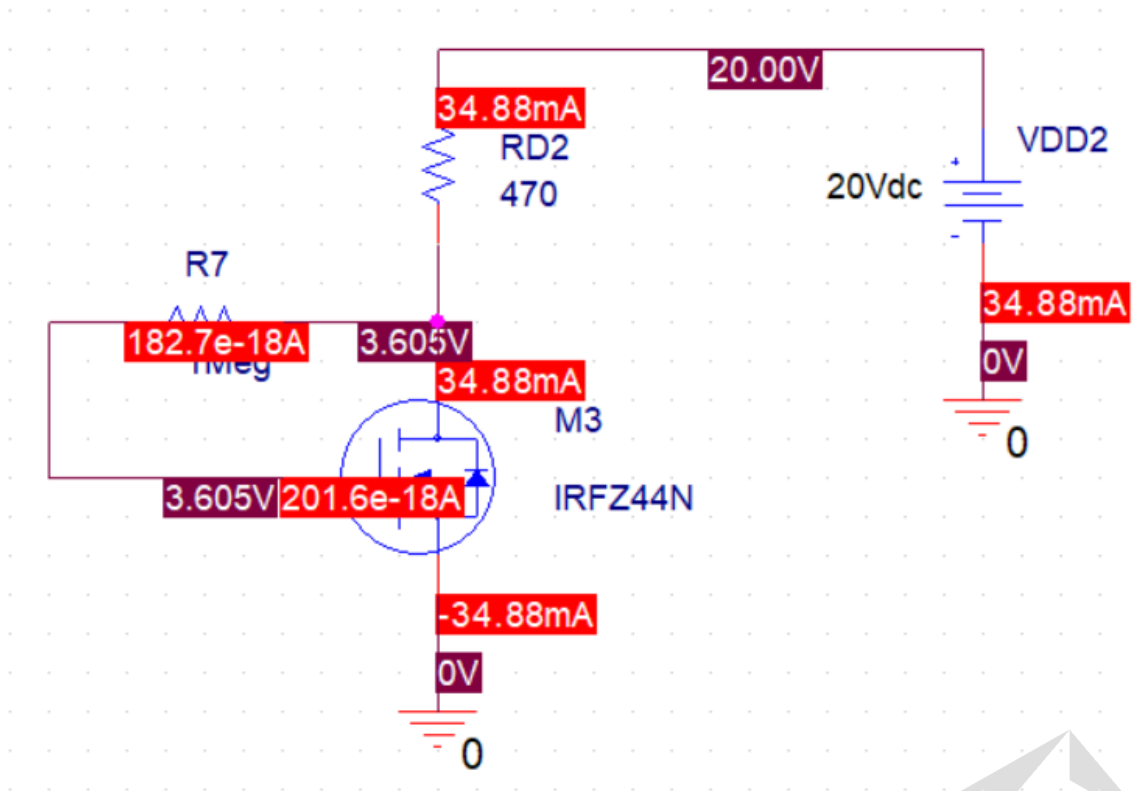 20.00V
34.88mA
RD2
470
VDD2
+
20Vdc
-
R7
34.88mA
182.7e-18A
3.605V
1Meg
0V
34.88mA
M3
0
3.605V
201.6e-18A
IRFZ44N
-34.88mA
0V
0